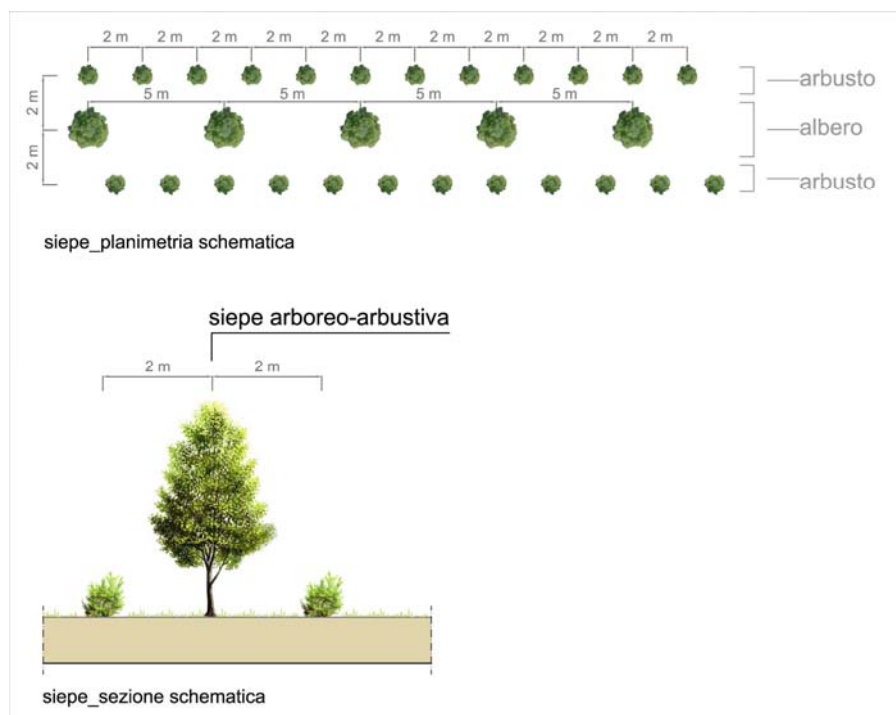 2 m 2 m 2 m 2 m 2 m 2 m 2 m 2 m 2 m 2 m 2 m
arbusto
5 m 5 m 5 m 5 m
2 m
albero
2 m
arbusto
siepe_planimetria schematica
siepe arboreo-arbustiva
2 m 2 m
siepe_sezione schematica